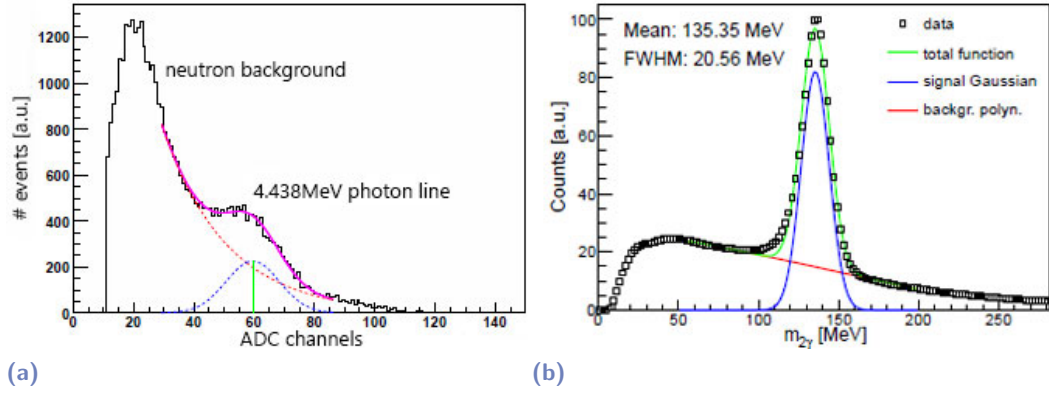 1200
1000
800
600
400
200
0
# events [a.u.]
neutron background
4.438MeV photon line
0 20 40 60 80 100 120 140
ADC channels
(a)
100
80
60
40
20
0
Counts [a.u.]
Mean: 135.35 MeV
FWHM: 20.56 MeV
data
total function
signal Gaussian
backgr. polyn.
0 50 100 150 200 250
m2γ [MeV]
(b)